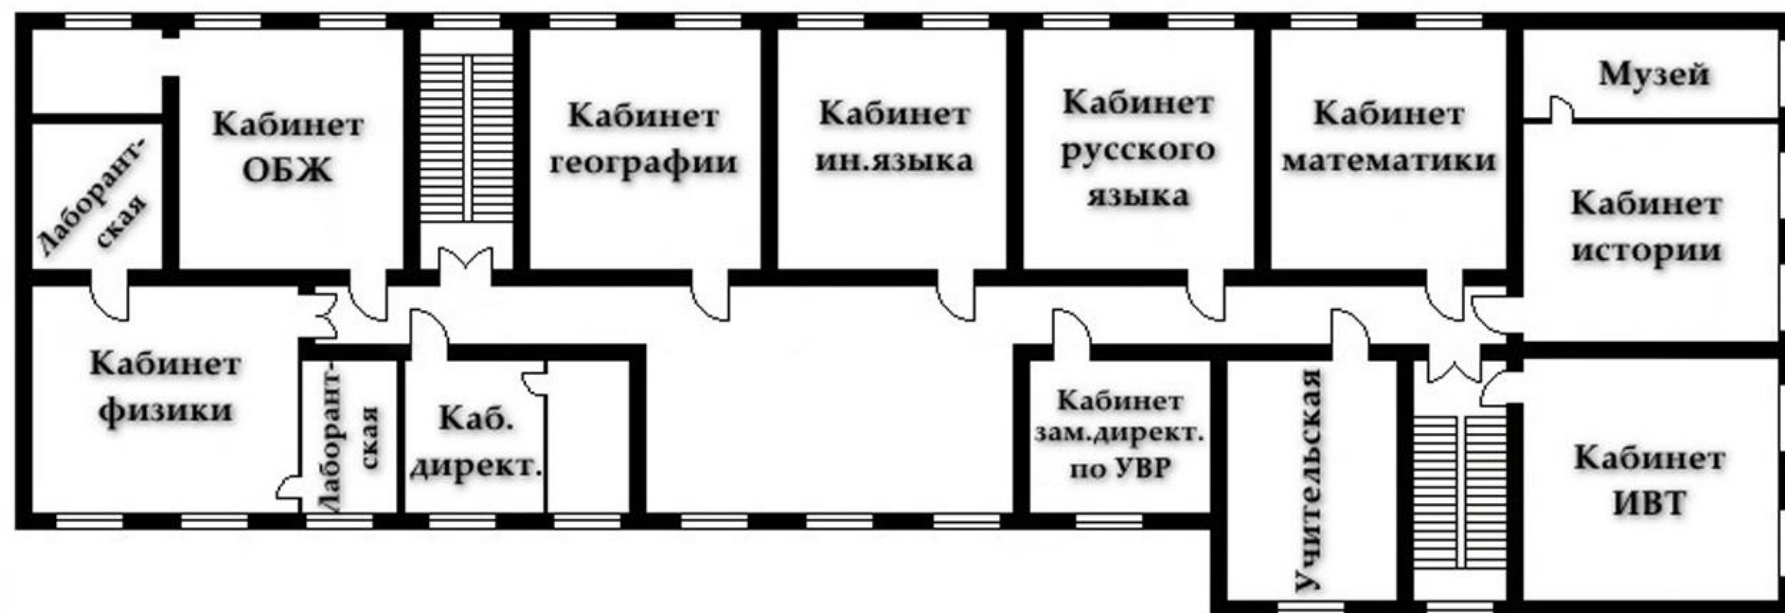 Кабинет
ОБЖ
Кабинет
географии
Кабинет
ин.языка
Кабинет
русского
языка
Кабинет
математики
Музей
Лаборант-
ская
Кабинет
истории
Кабинет
физики
Лаборант-
ская
Каб.
директ.
Кабинет
зам.директ.
по УВР
Учительская
Кабинет
ИВТ